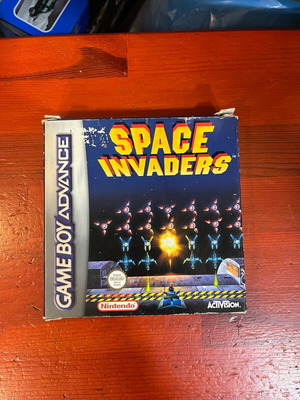 SPACE
INVADERS
GAME BOY ADVANCE
Nintendo
ACTIVISION